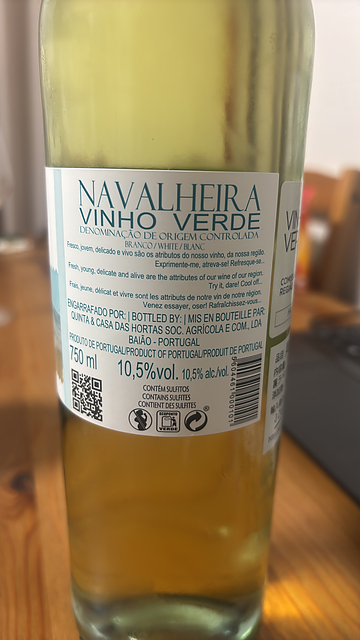 NAVALHEIRA
VINHO VERDE
DENOMINAÇÃO DE ORIGEM CONTROLADA
BRANCO / WHITE / BLANC
Fresco, jovem, delicado e vivo são os atributos do nosso vinho, da nossa região.
Experimente-me, atreva-se! Refresque-se...
Fresh, young, delicate and alive are the attributes of our wine of our region,
Try it, dare! Cool off...
Frais, jeune, délicat et vivre sont les attributs de notre vin de notre région.
Venez essayer, oser! Rafraîchissez-vous...
ENGARRAFADO POR: | BOTTLED BY: | MIS EN BOUTEILLE PAR:
QUINTA & CASA DAS HORTAS SOC. AGRÍCOLA E COM., LDA
BAIÃO - PORTUGAL
PRODUTO DE PORTUGAL/PRODUCT OF PORTUGAL/PRODUIT DE PORTUGAL
750 ml
10,5%vol. 10,5% alc./vol.
CONTÉM SULFITOS
CONTAINS SULFITES
CONTIENT DES SULFITES
VERDE
VIN
VE